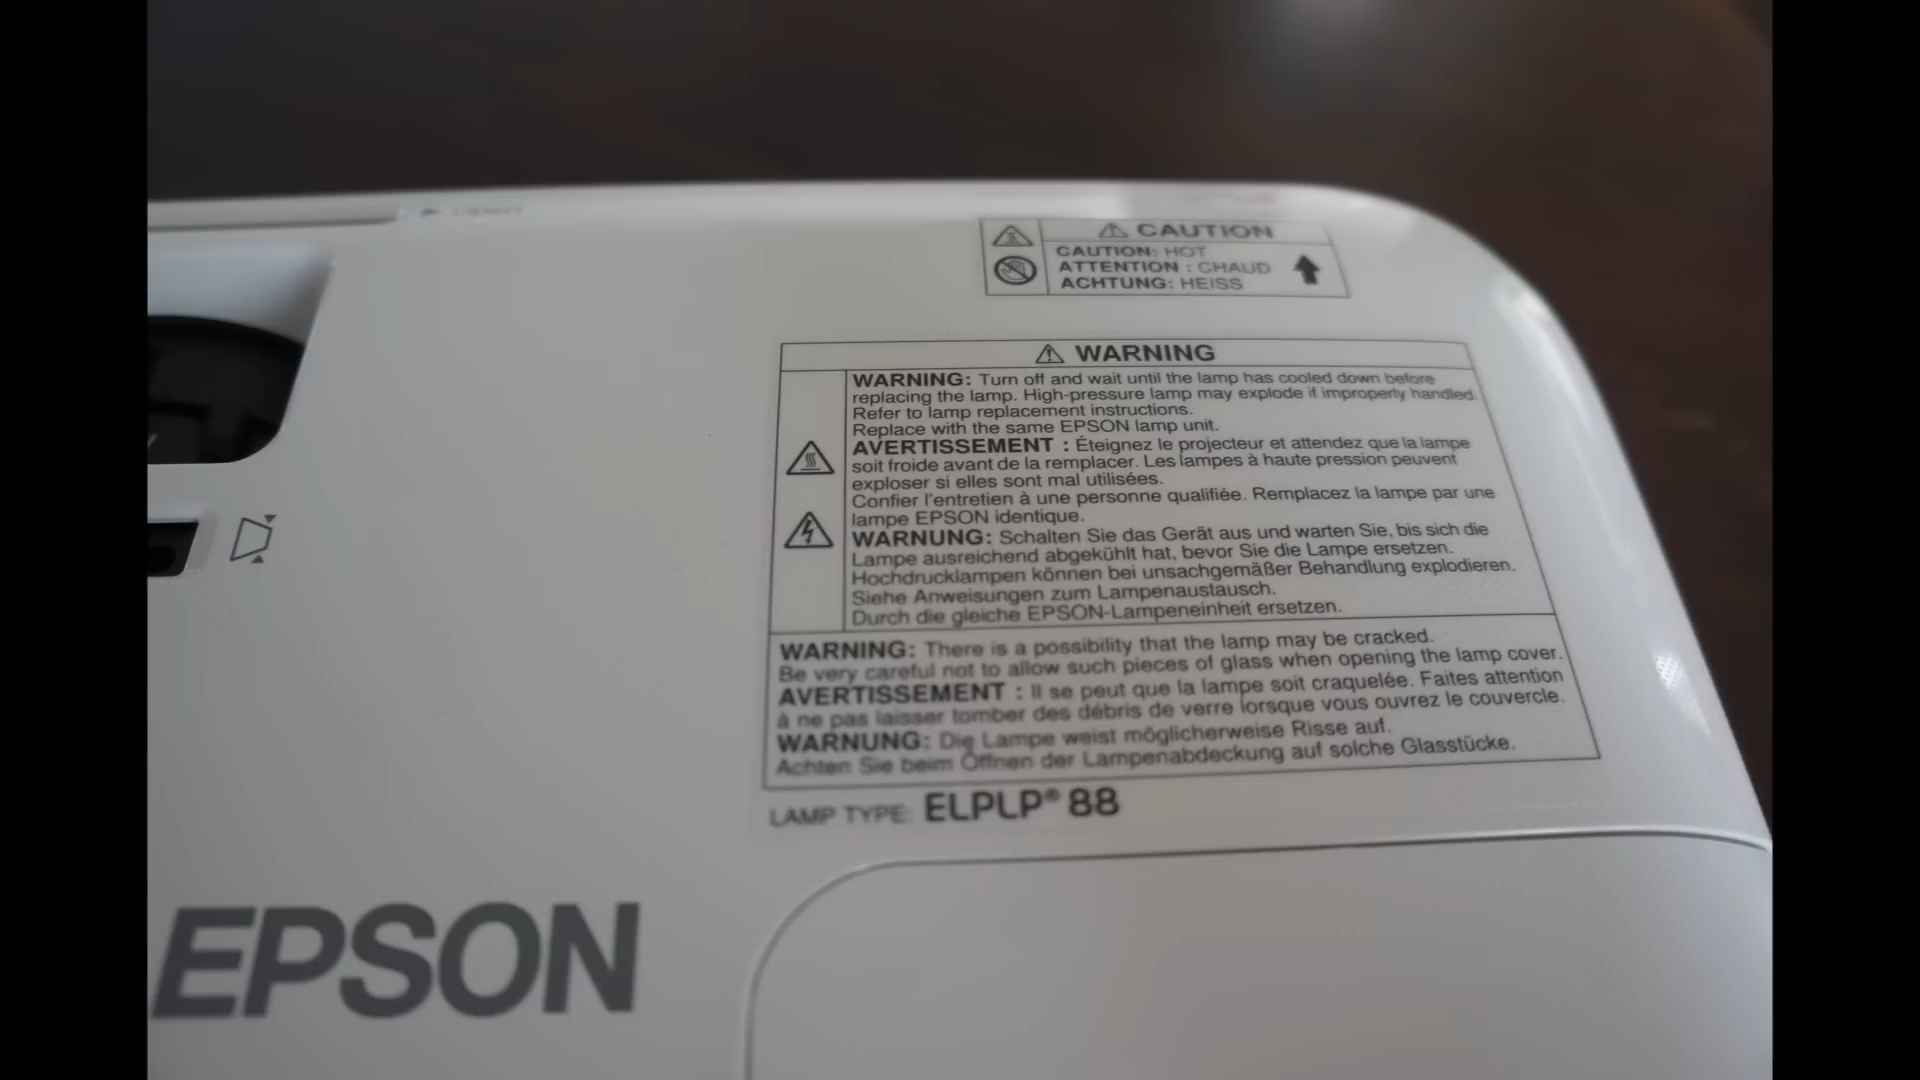 Open
CAUTION
CAUTION: HOT
ATTENTION : CHAUD
ACHTUNG: HEISS
WARNING
WARNING: Turn off and wait until the lamp has cooled down before
replacing the lamp. High-pressure lamp may explode if improperly handled.
Refer to lamp replacement instructions.
Replace with the same EPSON lamp unit.
AVERTISSEMENT : Éteignez le projecteur et attendez que la lampe
soit froide avant de la remplacer. Les lampes à haute pression peuvent
exploser si elles sont mal utilisées.
Confier l'entretien à une personne qualifiée. Remplacez la lampe par une
lampe EPSON identique.
WARNUNG: Schalten Sie das Gerät aus und warten Sie, bis sich die
Lampe ausreichend abgekühlt hat, bevor Sie die Lampe ersetzen.
Hochdrucklampen können bei unsachgemäßer Behandlung explodieren.
Siehe Anweisungen zum Lampenaustausch.
Durch die gleiche EPSON-Lampeneinheit ersetzen.
WARNING: There is a possibility that the lamp may be cracked.
Be very careful not to allow such pieces of glass when opening the lamp cover.
AVERTISSEMENT : Il se peut que la lampe soit craquelée. Faites attention
à ne pas laisser tomber des débris de verre lorsque vous ouvrez le couvercle.
WARNUNG: Die Lampe weist möglicherweise Risse auf.
Achten Sie beim Öffnen der Lampenabdeckung auf solche Glasstücke.
LAMP TYPE: ELPLP® 88
EPSON